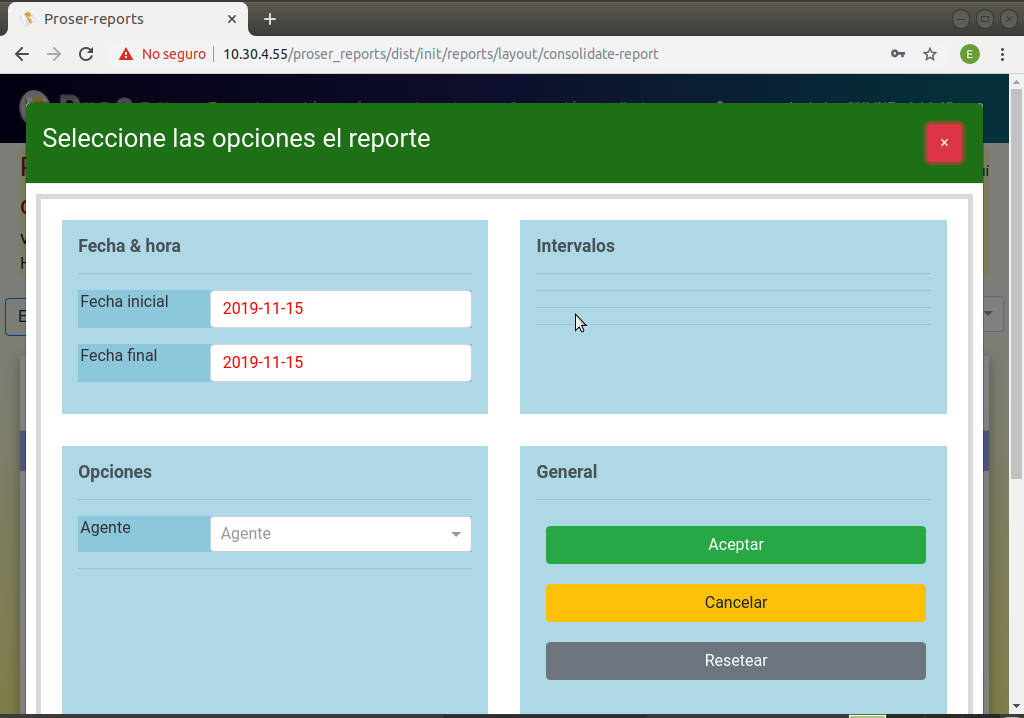 Proser-reports
No seguro 10.30.4.55/proser_reports/dist/init/reports/layout/consolidate-report
E
Seleccione las opciones el reporte
×
Fecha & hora
Fecha inicial 2019-11-15
Fecha final 2019-11-15
Intervalos
Opciones
Agente Agente
General
Aceptar
Cancelar
Resetear